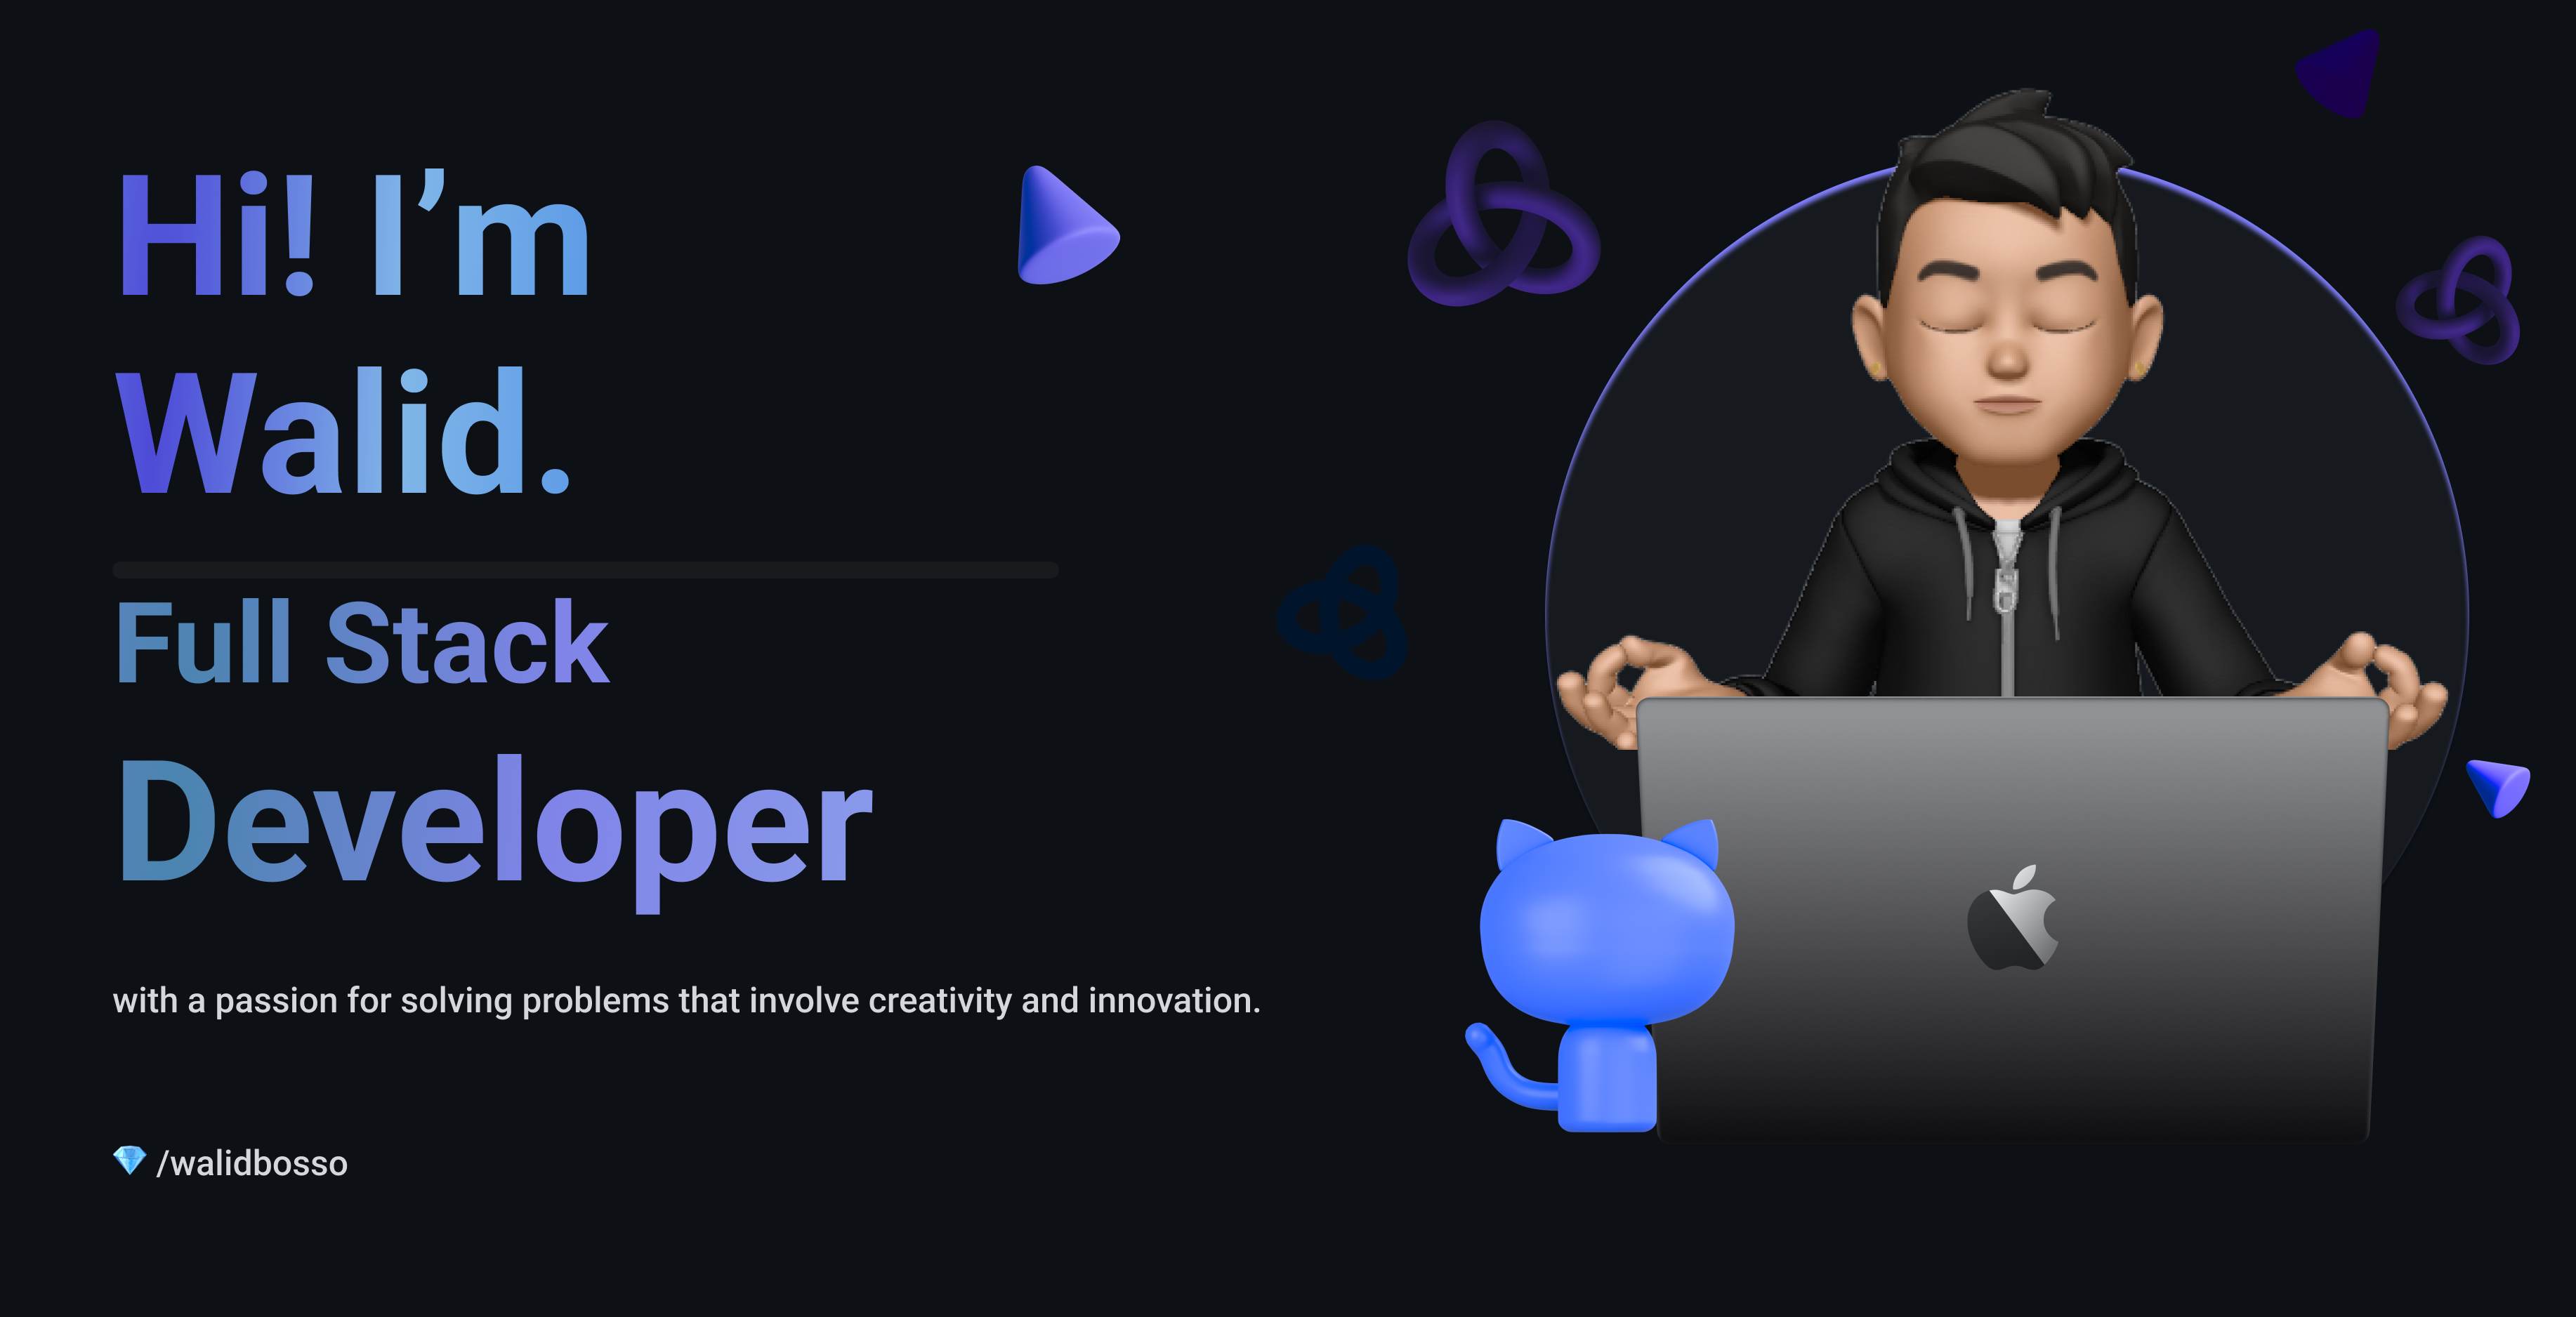 Hi! I’m
Walid.
Full Stack
Developer
with a passion for solving problems that involve creativity and innovation.
💎 /walidbosso